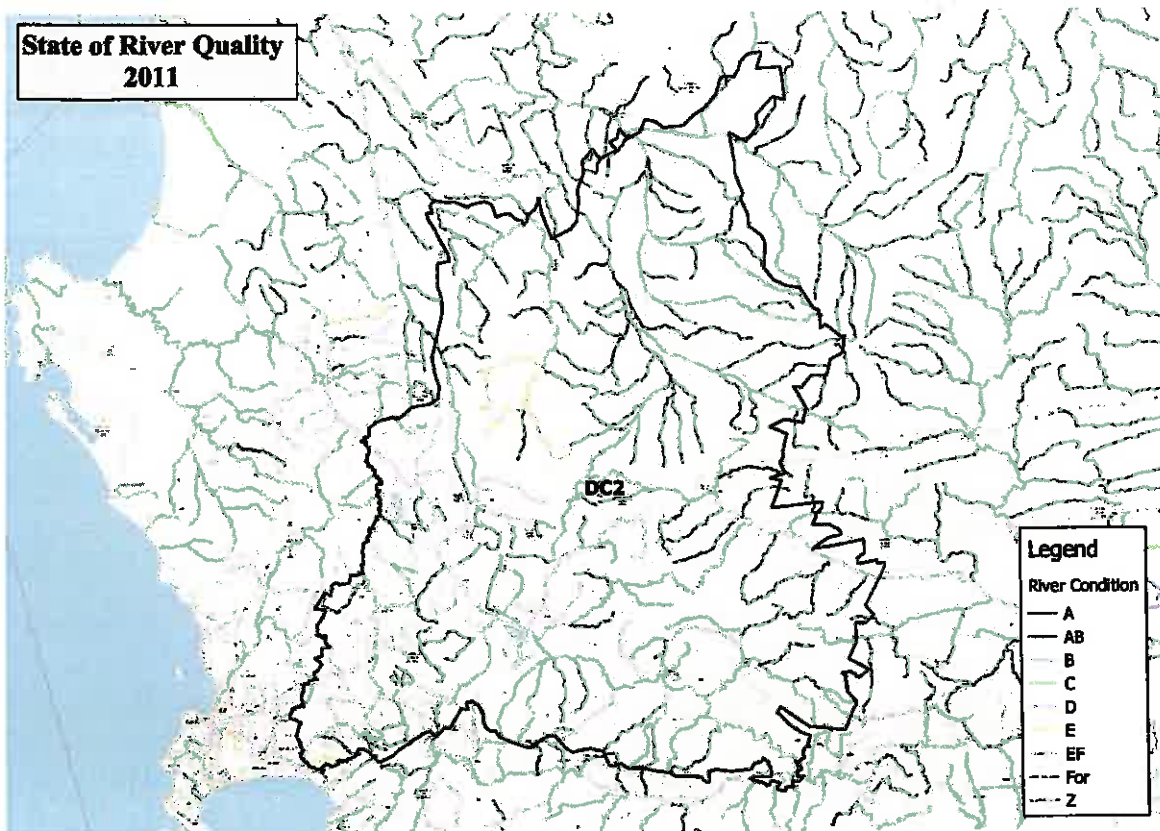 State of River Quality
2011
DC2
Legend
River Condition
A
AB
B
C
D
E
EF
For
Z